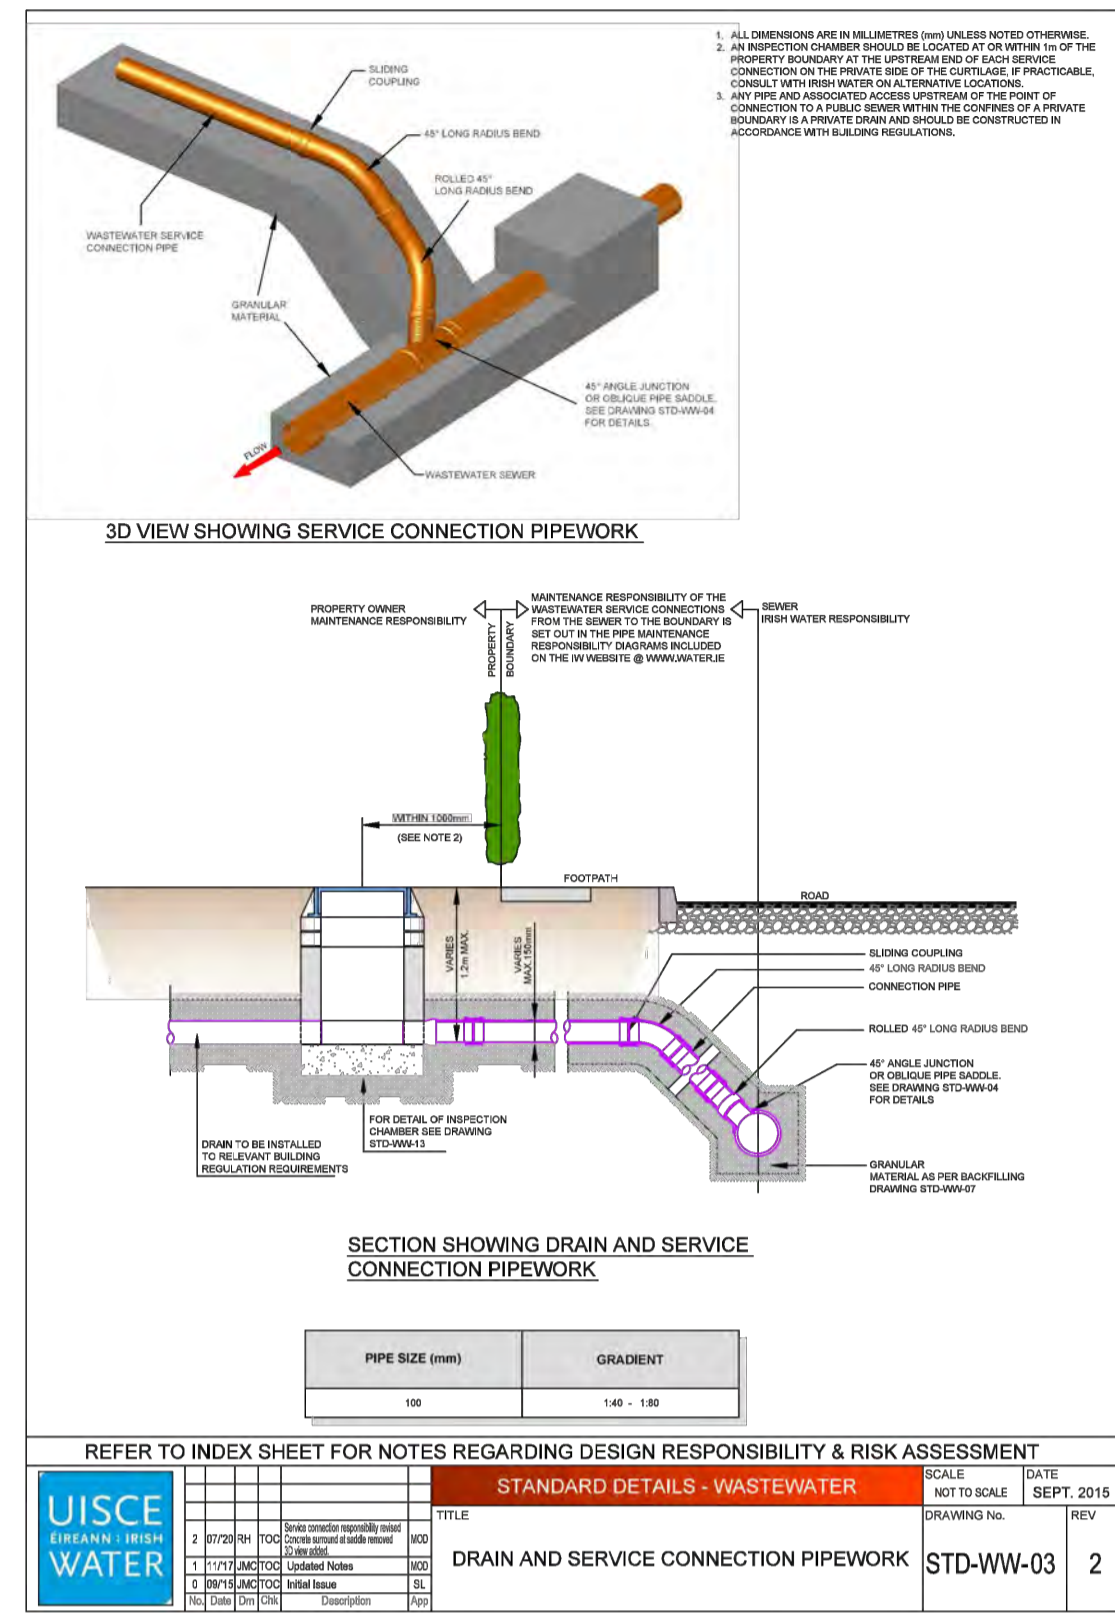 1. ALL DIMENSIONS ARE IN MILLIMETRES (mm) UNLESS NOTED OTHERWISE.
2. AN INSPECTION CHAMBER SHOULD BE LOCATED AT OR WITHIN 1m OF THE
PROPERTY BOUNDARY AT THE UPSTREAM END OF EACH SERVICE
CONNECTION ON THE PRIVATE SIDE OF THE CURTILAGE, IF PRACTICABLE,
CONSULT WITH IRISH WATER ON ALTERNATIVE LOCATIONS.
3. ANY PIPE AND ASSOCIATED ACCESS UPSTREAM OF THE POINT OF
CONNECTION TO A PUBLIC SEWER WITHIN THE CONFINES OF A PRIVATE
BOUNDARY IS A PRIVATE DRAIN AND SHOULD BE CONSTRUCTED IN
ACCORDANCE WITH BUILDING REGULATIONS.
SLIDING
COUPLING
45° LONG RADIUS BEND
ROLLED 45°
LONG RADIUS BEND
WASTEWATER SERVICE
CONNECTION PIPE
GRANULAR
MATERIAL
45° ANGLE JUNCTION
OR OBLIQUE PIPE SADDLE.
SEE DRAWING STD-WW-04
FOR DETAILS.
FLOW
WASTEWATER SEWER
3D VIEW SHOWING SERVICE CONNECTION PIPEWORK
PROPERTY OWNER
MAINTENANCE RESPONSIBILITY
PROPERTY
BOUNDARY
MAINTENANCE RESPONSIBILITY OF THE
WASTEWATER SERVICE CONNECTIONS
FROM THE SEWER TO THE BOUNDARY IS
SET OUT IN THE PIPE MAINTENANCE
RESPONSIBILITY DIAGRAMS INCLUDED
ON THE IW WEBSITE @ WWW.WATER.IE
SEWER
IRISH WATER RESPONSIBILITY
WITHIN 1000mm
(SEE NOTE 2)
FOOTPATH
ROAD
VARIES
1.2m MAX.
VARIES
MAX.150mm
SLIDING COUPLING
45° LONG RADIUS BEND
CONNECTION PIPE
ROLLED 45° LONG RADIUS BEND
45° ANGLE JUNCTION
OR OBLIQUE PIPE SADDLE.
SEE DRAWING STD-WW-04
FOR DETAILS
GRANULAR
MATERIAL AS PER BACKFILLING
DRAWING STD-WW-07
FOR DETAIL OF INSPECTION
CHAMBER SEE DRAWING
STD-WW-13
DRAIN TO BE INSTALLED
TO RELEVANT BUILDING
REGULATION REQUIREMENTS
SECTION SHOWING DRAIN AND SERVICE
CONNECTION PIPEWORK
PIPE SIZE (mm) GRADIENT
100 1:40 - 1:80
REFER TO INDEX SHEET FOR NOTES REGARDING DESIGN RESPONSIBILITY & RISK ASSESSMENT
UISCE
ÉIREANN : IRISH
WATER
2 07/'20 RH TOC Service connection responsibility revised
Concrete surround at saddle removed
3D view added. MOD
1 11/'17 JMC TOC Updated Notes MOD
0 09/'15 JMC TOC Initial Issue SL
No. Date Drn Chk Description App
STANDARD DETAILS - WASTEWATER
TITLE
DRAIN AND SERVICE CONNECTION PIPEWORK
SCALE
NOT TO SCALE
DATE
SEPT. 2015
DRAWING No.
STD-WW-03
REV
2